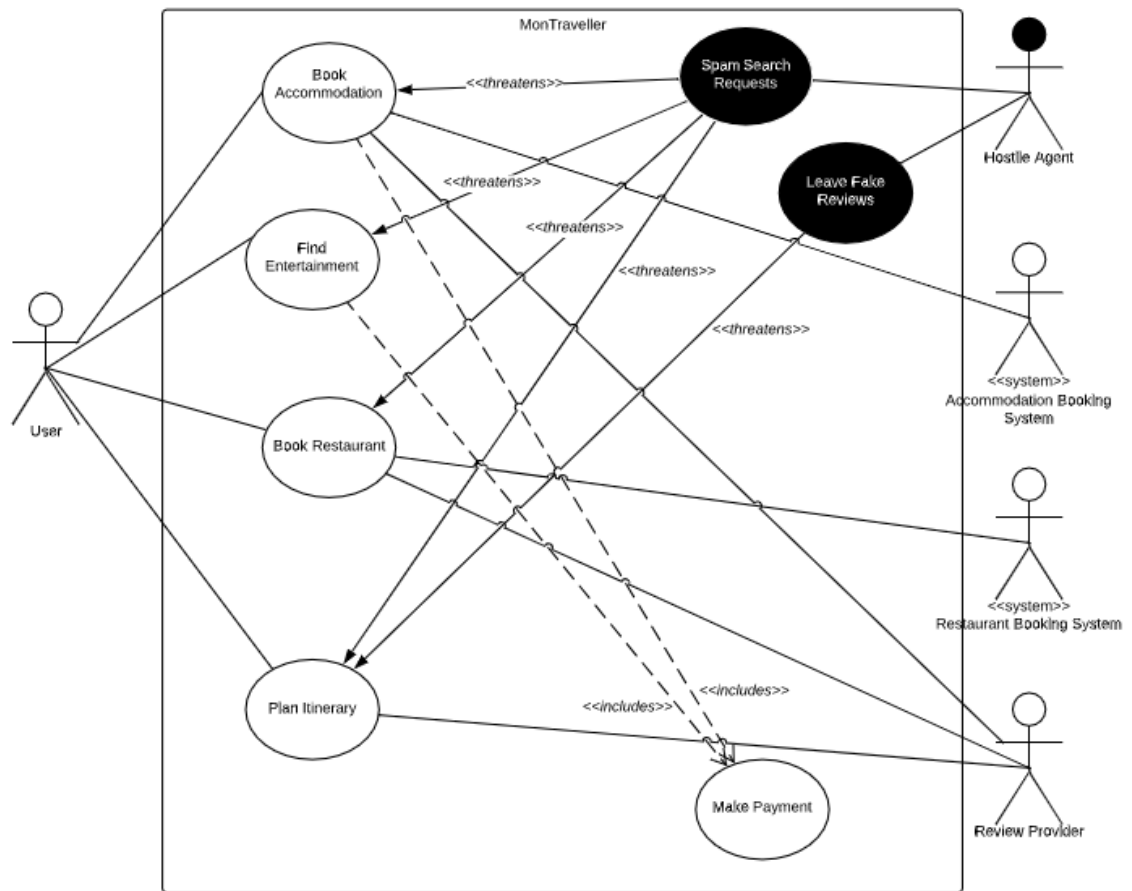 MonTraveller
Book
Accommodation
<<threatens>>
Spam Search
Requests
Hostile Agent
<<threatens>>
Leave Fake
Reviews
<<threatens>>
Find
Entertainment
<<threatens>>
<<threatens>>
<<system>>
Accommodation Booking
System
User
Book Restaurant
<<system>>
Restaurant Booking System
<<includes>>
<<includes>>
Plan Itinerary
Make Payment
Review Provider